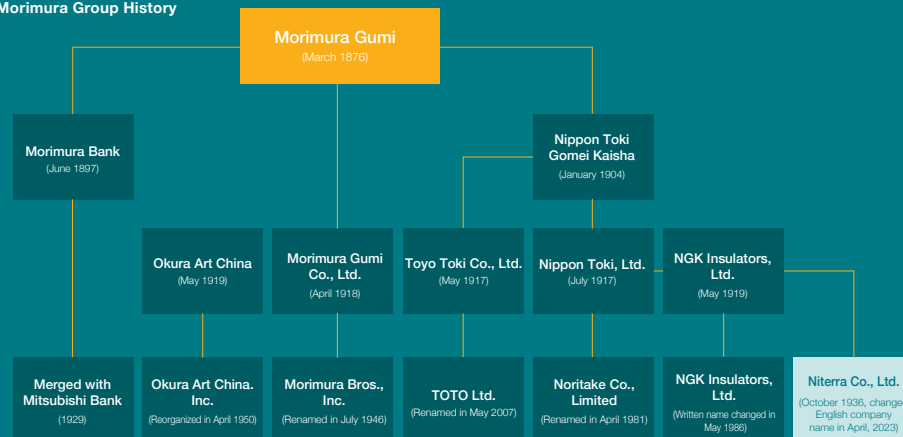 Morimura Group History
Morimura Gumi
(March 1876)
Morimura Bank
(June 1897)
Nippon Toki
Gomei Kaisha
(January 1904)
Okura Art China
(May 1919)
Morimura Gumi
Co., Ltd.
(April 1918)
Toyo Toki Co., Ltd.
(May 1917)
Nippon Toki, Ltd.
(July 1917)
NGK Insulators,
Ltd.
(May 1919)
Merged with
Mitsubishi Bank
(1929)
Okura Art China.
Inc.
(Reorganized in April 1950)
Morimura Bros.,
Inc.
(Renamed in July 1946)
TOTO Ltd.
(Renamed in May 2007)
Noritake Co.,
Limited
(Renamed in April 1981)
NGK Insulators,
Ltd.
(Written name changed in
May 1986)
Niterra Co., Ltd.
(October 1936, change
English company
name in April, 2023)